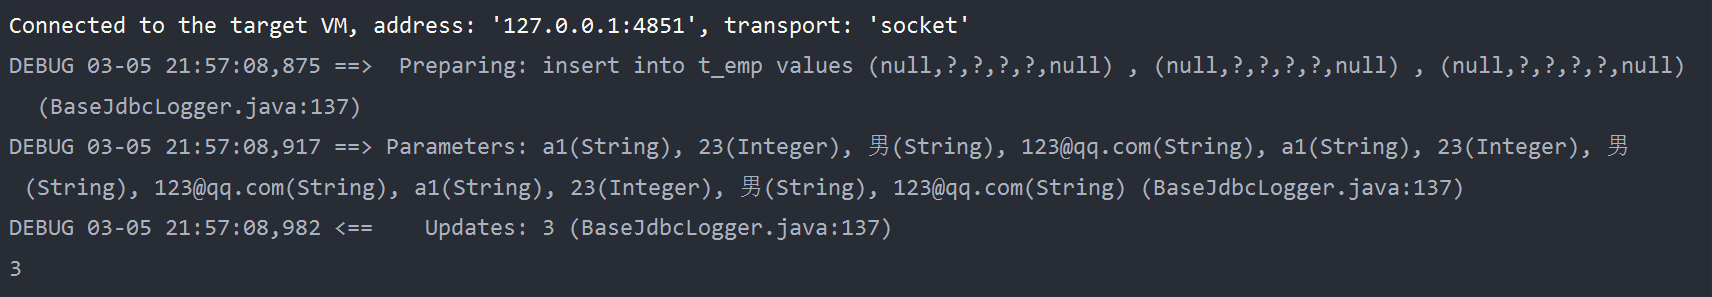 Connected to the target VM, address: '127.0.0.1:4851', transport: 'socket'
DEBUG 03-05 21:57:08,875 ==>  Preparing: insert into t_emp values (null,?,?,?,?,null) , (null,?,?,?,?,null) , (null,?,?,?,?,null)
(BaseJdbcLogger.java:137)
DEBUG 03-05 21:57:08,917 ==> Parameters: a1(String), 23(Integer), 男(String), 123@qq.com(String), a1(String), 23(Integer), 男
(String), 123@qq.com(String), a1(String), 23(Integer), 男(String), 123@qq.com(String) (BaseJdbcLogger.java:137)
DEBUG 03-05 21:57:08,982 <==    Updates: 3 (BaseJdbcLogger.java:137)
3